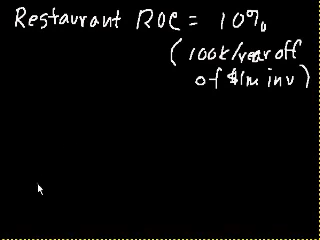 Restaurant ROC = 10%
(100k/year off
of $1m inv)